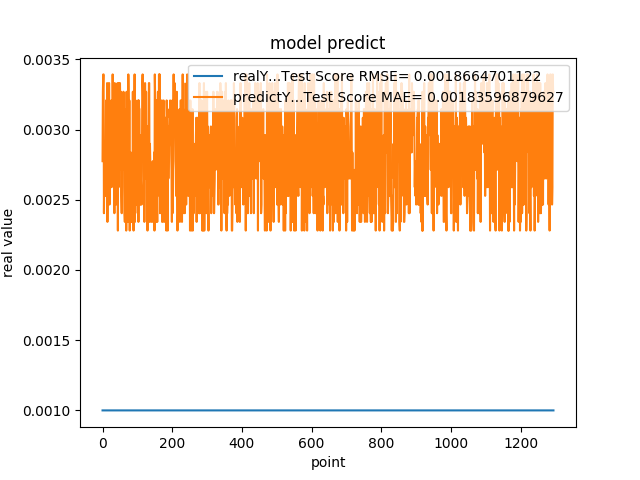 model predict
realY...Test Score RMSE= 0.0018664701122
predictY...Test Score MAE= 0.00183596879627
0.0035
0.0030
0.0025
0.0020
0.0015
0.0010
real value
0
200
400
600
800
1000
1200
point